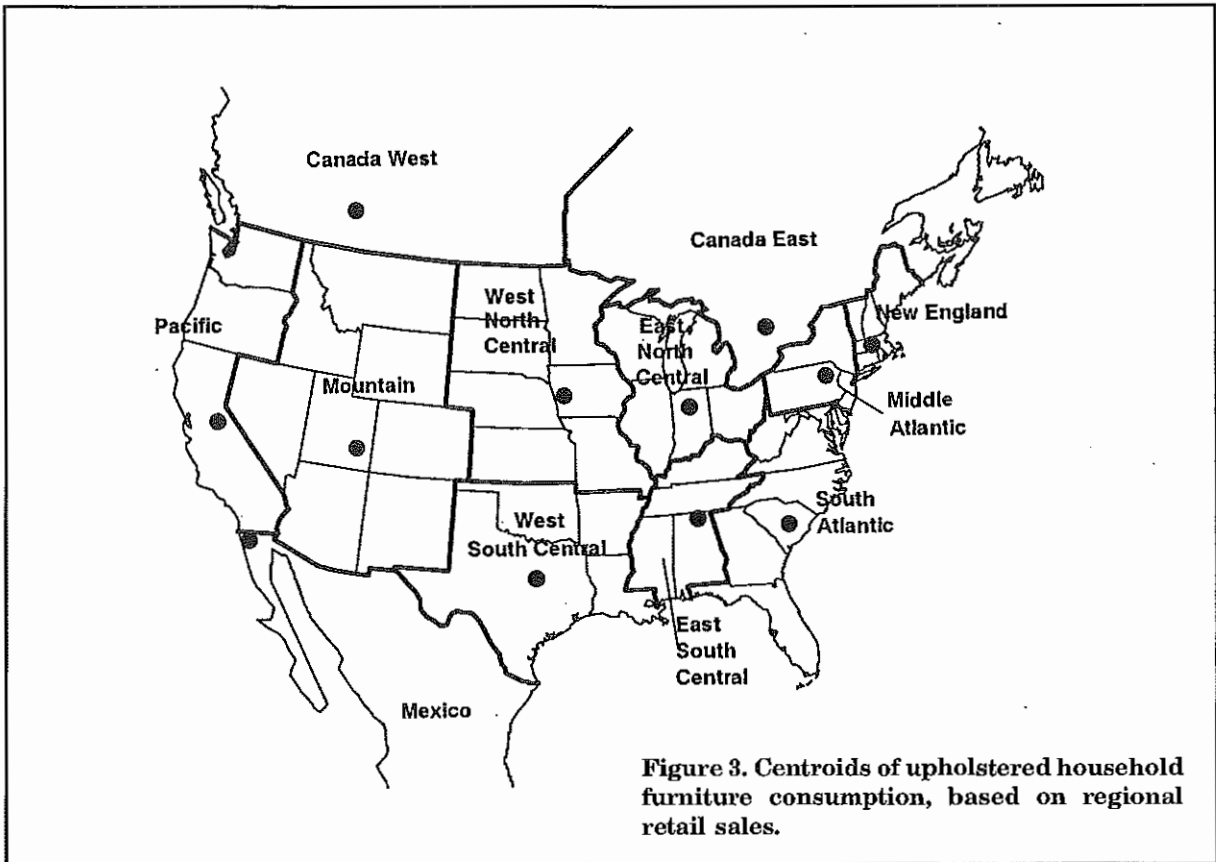 Canada West
Canada East
West
North
Central
East
North
Central
New England
Pacific
Mountain
Middle
Atlantic
South
Atlantic
West
South Central
East
South
Central
Mexico
Figure 3. Centroids of upholstered household
furniture consumption, based on regional
retail sales.